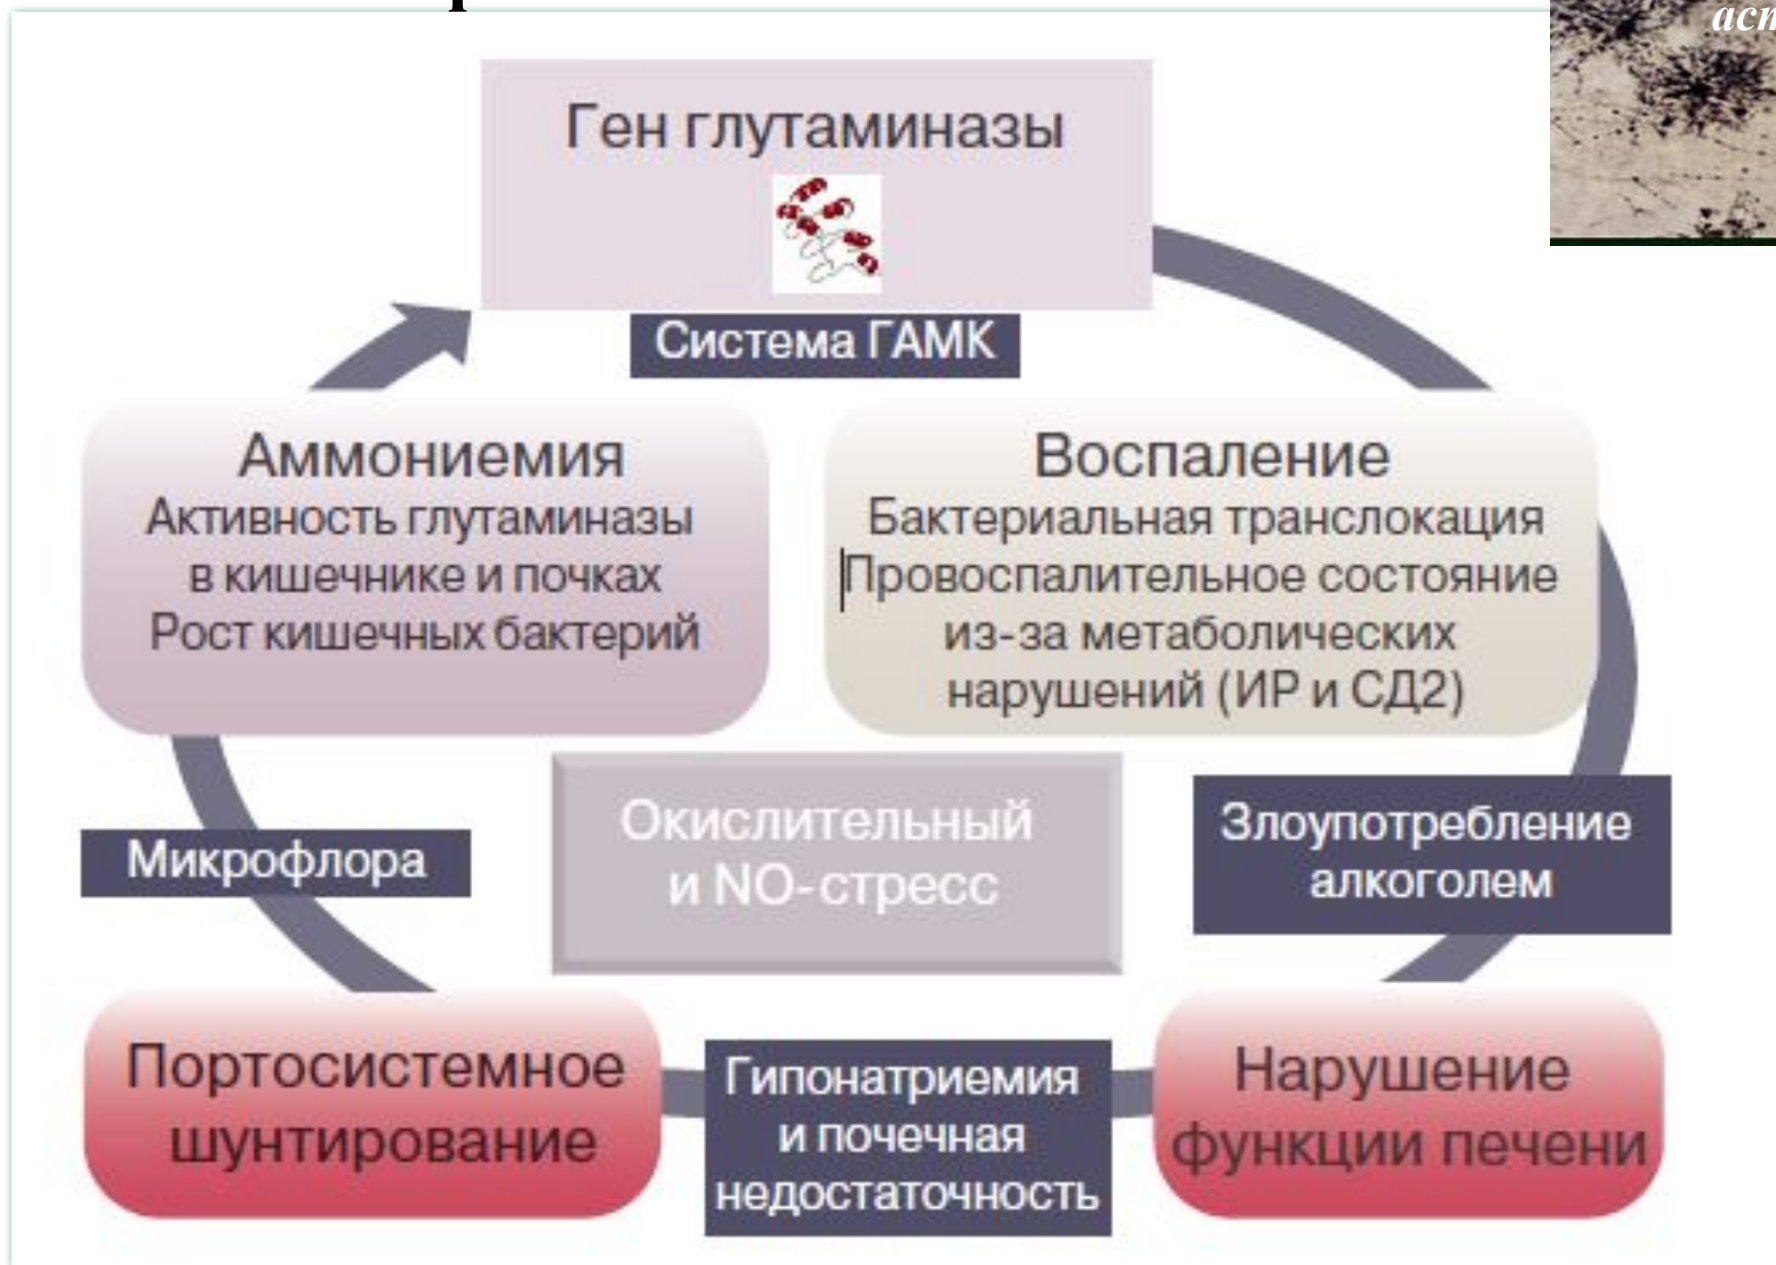 Ген глутаминазы
Система ГАМК
Аммониемия
Активность глутаминазы
в кишечнике и почках
Рост кишечных бактерий
Воспаление
Бактериальная транслокация
Провоспалительное состояние
из-за метаболических
нарушений (ИР и СД2)
Окислительный
и NO-стресс
Микрофлора
Злоупотребление
алкоголем
Портосистемное
шунтирование
Гипонатриемия
и почечная
недостаточность
Нарушение
функции печени